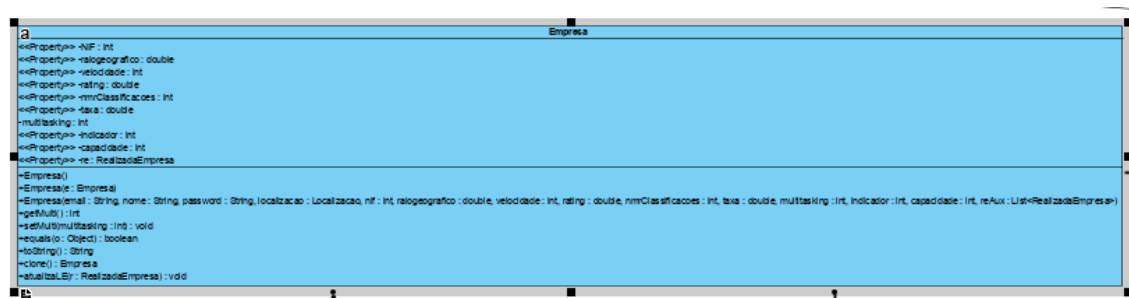 a
Empresa
<<Property>> -NIF : int
<<Property>> -raiogeografico : double
<<Property>> -velocidade : int
<<Property>> -rating : double
<<Property>> -nmrClassificacoes : int
<<Property>> -taxa : double
-multitasking : int
<<Property>> -indicador : int
<<Property>> -capacidade : int
<<Property>> -re : RealizadaEmpresa
+Empresa()
+Empresa(e : Empresa)
+Empresa(email : String, nome : String, password : String, localizacao : Localizacao, nif : int, raiogeografico : double, velocidade : int, rating : double, nmrClassificacoes : int, taxa : double, multitasking : int, indicador : int, capacidade : int, reAux : List<RealizadaEmpresa>)
+getMulti() : int
+setMulti(multitasking : int) : void
+equals(o : Object) : boolean
+toString() : String
+clone() : Empresa
+atualizaLE(r : RealizadaEmpresa) : void